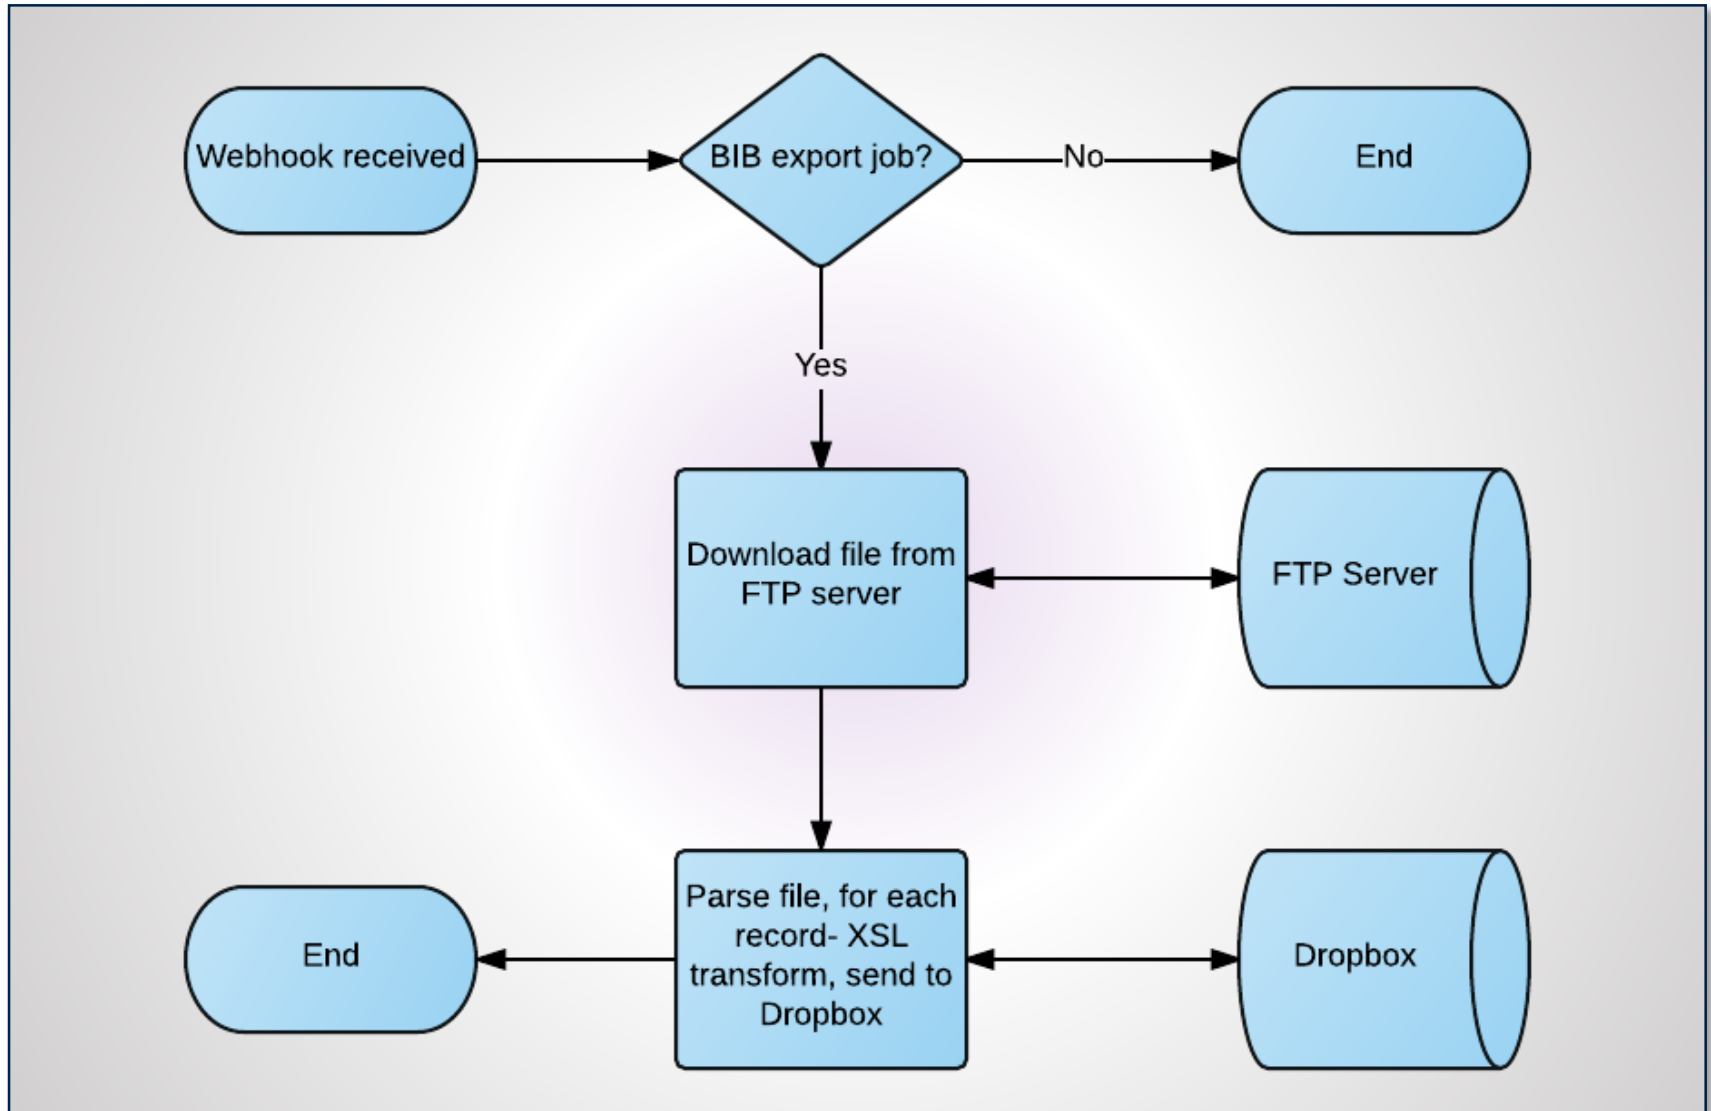 Webhook received
BIB export job?
No
End
Yes
Download file from
FTP server
FTP Server
Parse file, for each
record- XSL
transform, send to
Dropbox
Dropbox
End